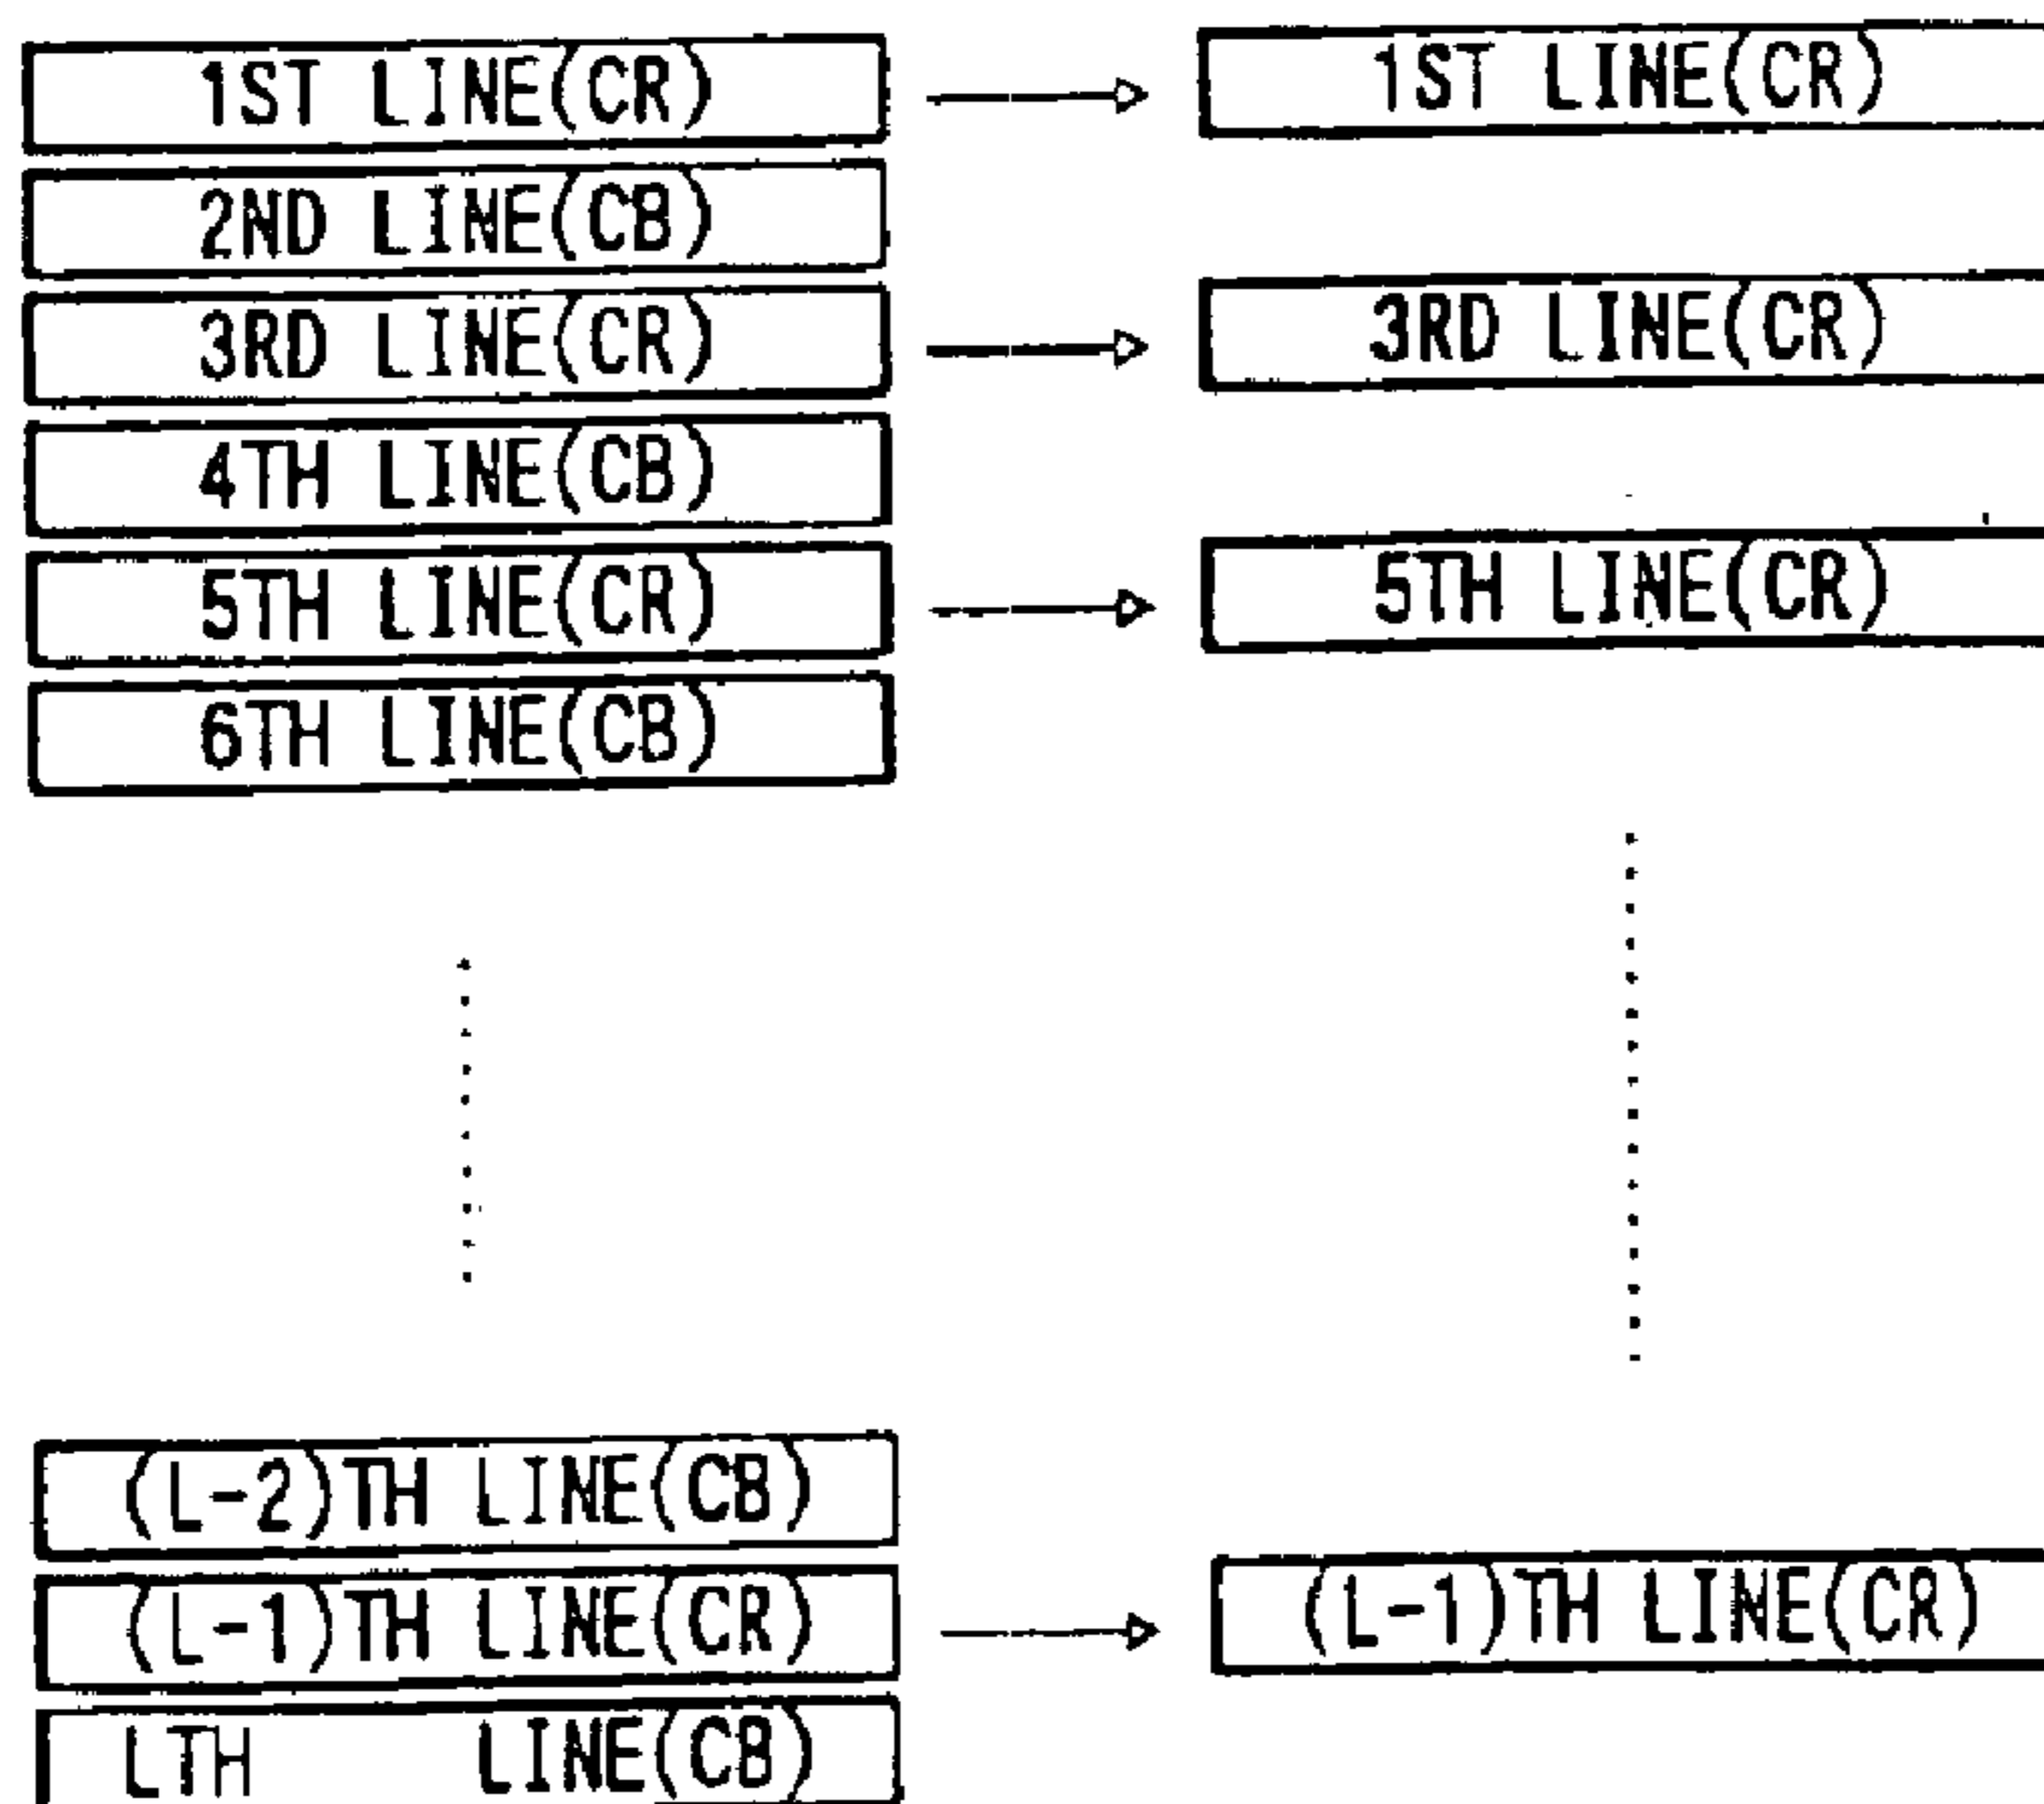 1ST LINE(CR) 1ST LINE(CR)
2ND LINE(CB)
3RD LINE(CR) 3RD LINE(CR)
4TH LINE(CB)
5TH LINE(CR) 5TH LINE(CR)
6TH LINE(CB)
(L-2)TH LINE(CB)
(L-1)TH LINE(CR) (L-1)TH LINE(CR)
LTH LINE(CB)